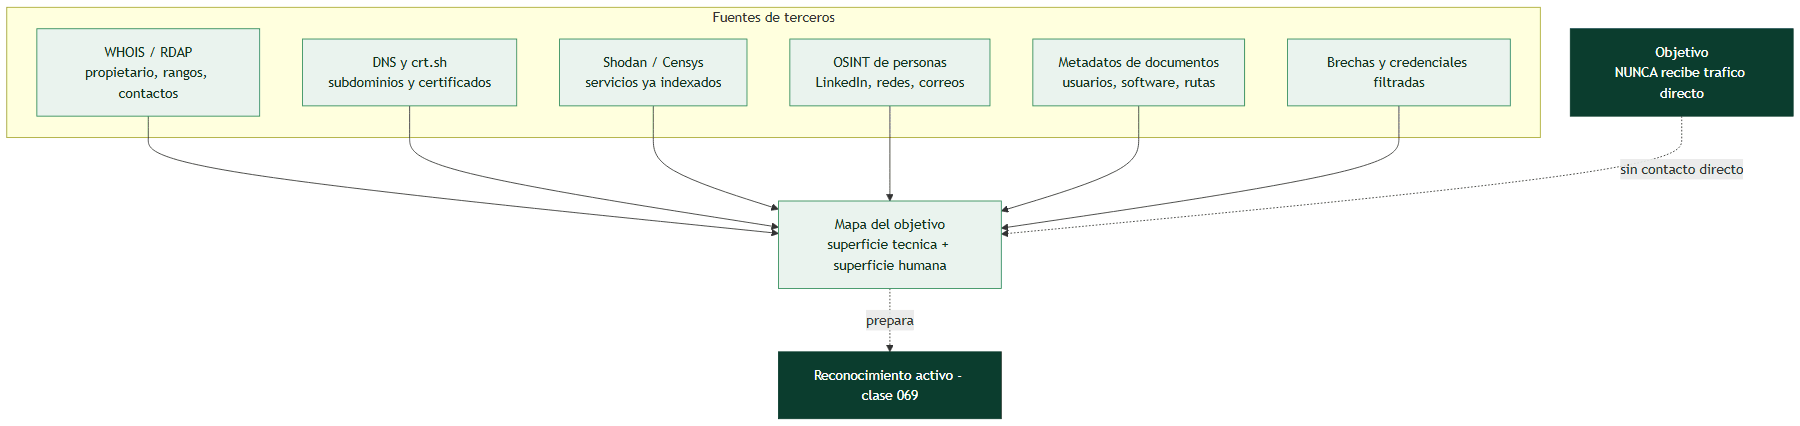 Fuentes de terceros
WHOIS / RDAP
propietario, rangos,
contactos
DNS y crt.sh
subdominios y certificados
Shodan / Censys
servicios ya indexados
OSINT de personas
LinkedIn, redes, correos
Metadatos de documentos
usuarios, software, rutas
Brechas y credenciales
filtradas
Objetivo
NUNCA recibe trafico
directo
sin contacto directo
Mapa del objetivo
superficie tecnica +
superficie humana
prepara
Reconocimiento activo -
clase 069